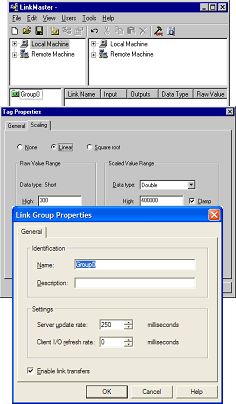 LinkMaster -
File Edit View Users Tools Help
Local Machine Local Machine
Remote Machine Remote Machine
Group0 Link Name Input Outputs Data Type Raw Value
Tag Properties
General Scaling
None Linear Square root
Raw Value Range Scaled Value Range
Data type: Short Data type: Double
High: 300 High: 400000 Clamp
Link Group Properties
General
Identification
Name: Group0
Description:
Settings
Server update rate: 250 milliseconds
Client I/O refresh rate: 0 milliseconds
Enable link transfers
OK Cancel Help